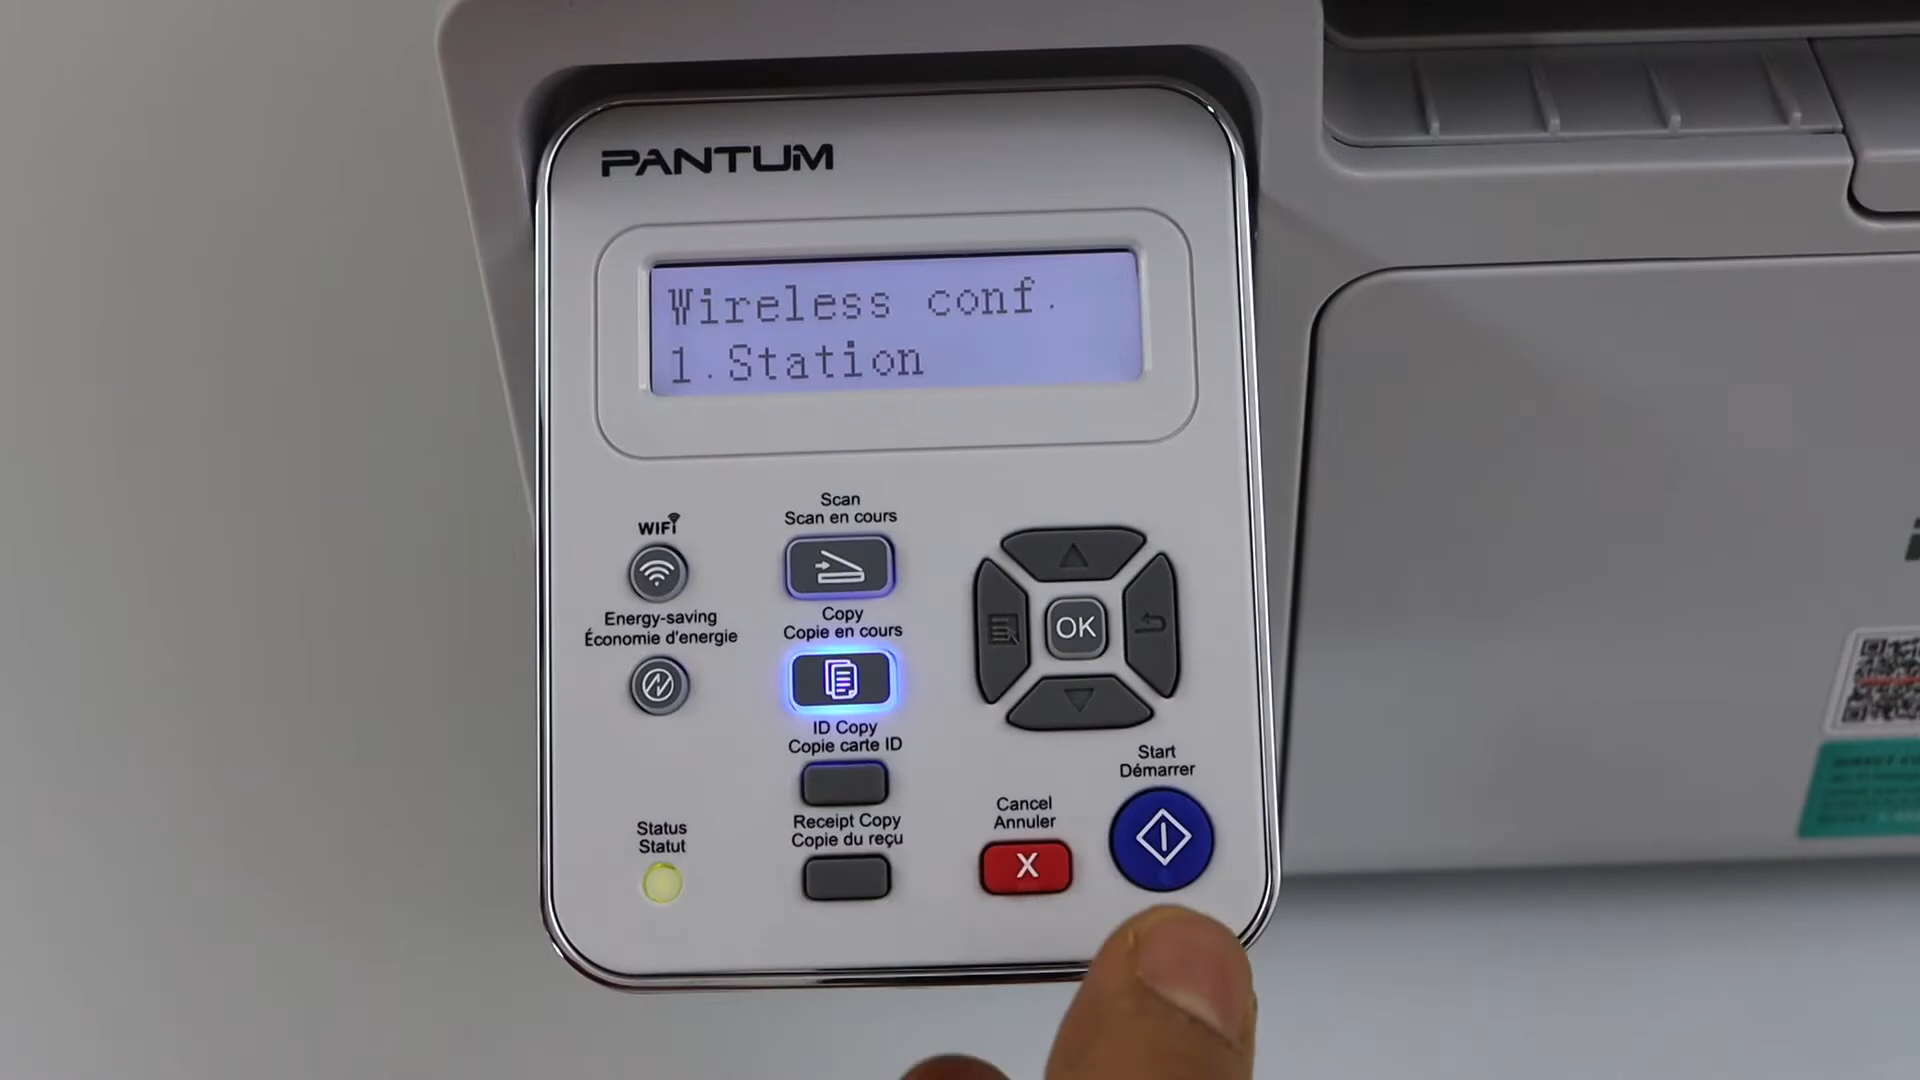 PANTUM
Wireless conf.
1.Station
WIFI
Scan
Scan en cours
Energy-saving
Économie d'energie
Copy
Copie en cours
OK
ID Copy
Copie carte ID
Start
Démarrer
Receipt Copy
Copie du reçu
Cancel
Annuler
X
Status
Statut